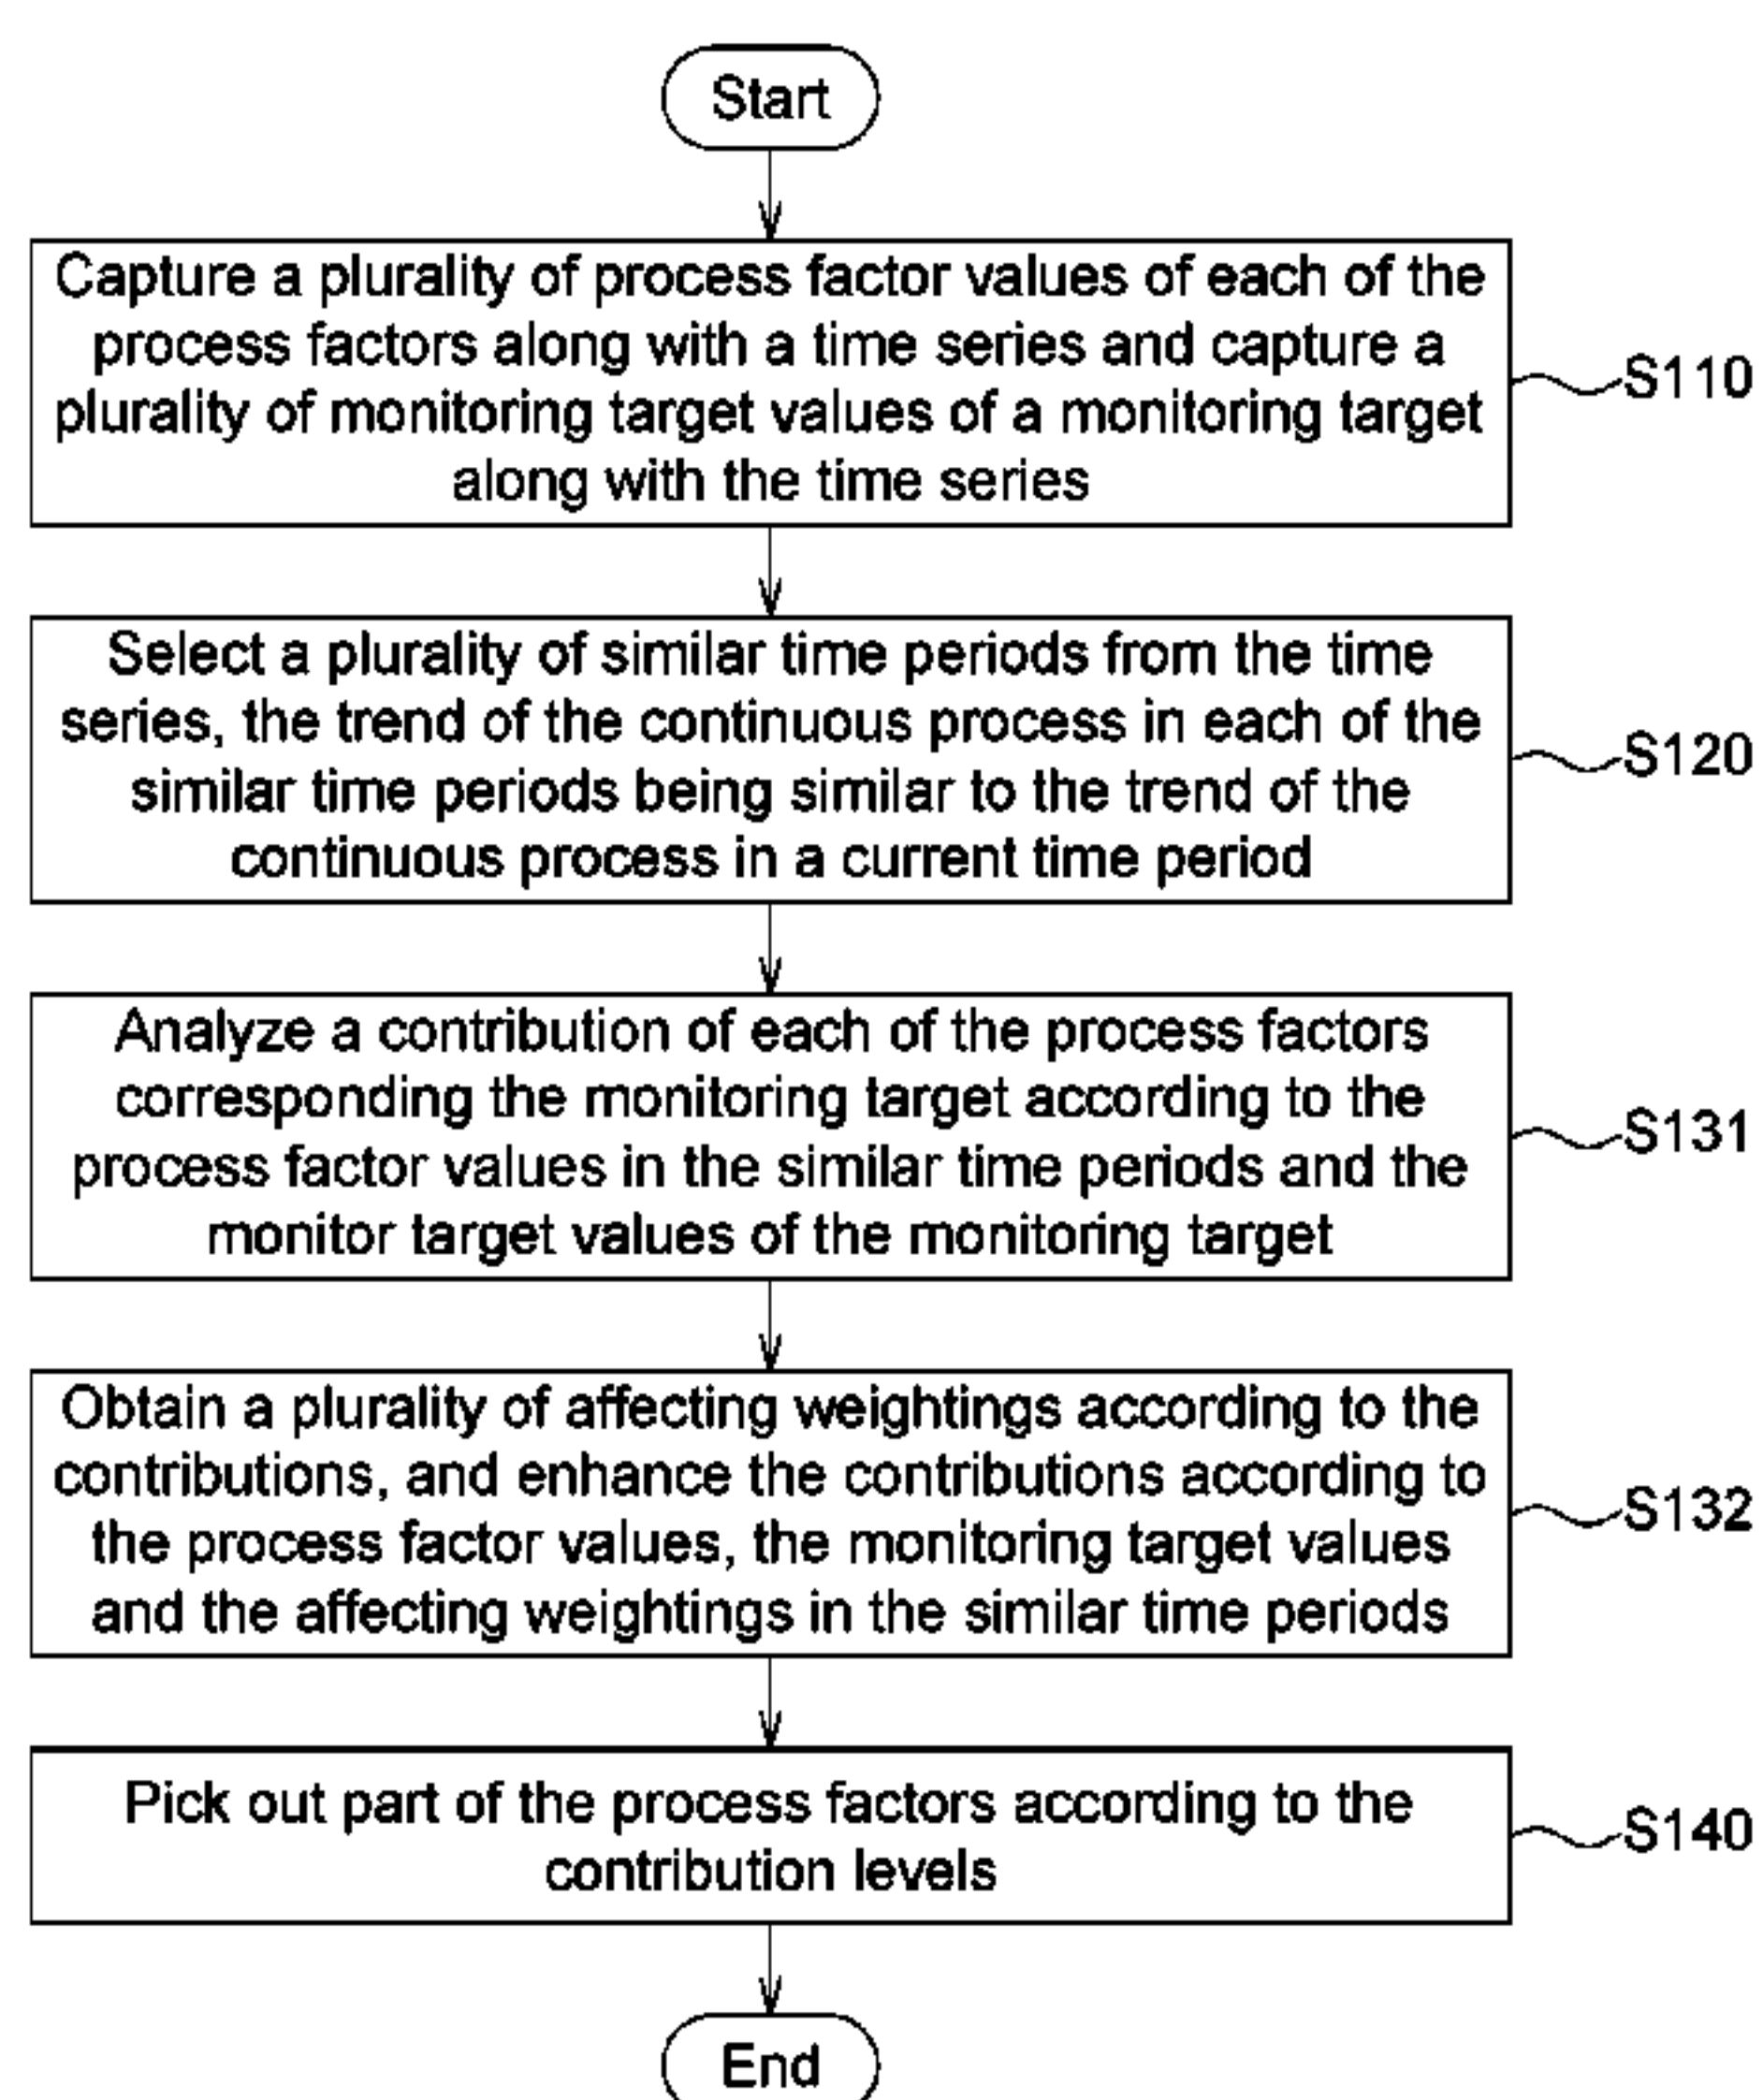 Start
Capture a plurality of process factor values of each of the
process factors along with a time series and capture a
plurality of monitoring target values of a monitoring target
along with the time series
S110
Select a plurality of similar time periods from the time
series, the trend of the continuous process in each of the
similar time periods being similar to the trend of the
continuous process in a current time period
S120
Analyze a contribution of each of the process factors
corresponding the monitoring target according to the
process factor values in the similar time periods and the
monitor target values of the monitoring target
S131
Obtain a plurality of affecting weightings according to the
contributions, and enhance the contributions according to
the process factor values, the monitoring target values
and the affecting weightings in the similar time periods
S132
Pick out part of the process factors according to the
contribution levels
S140
End